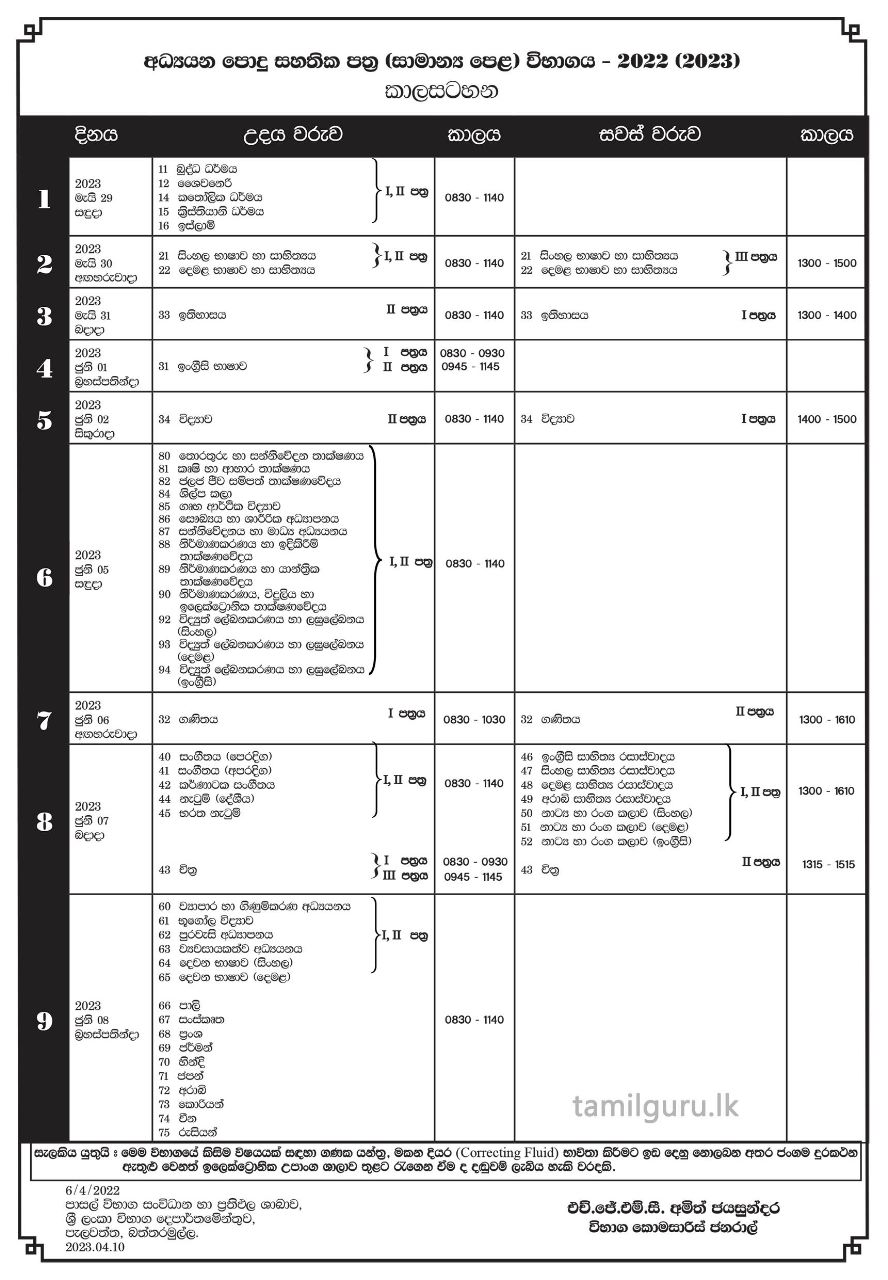 අධ්‍යයන පොදු සහතික පත්‍ර (සාමාන්‍ය පෙළ) විභාගය - 2022 (2023)
කාලසටහන
දිනය උදය වරුව කාලය සවස් වරුව කාලය
1
2023
මැයි 29
සඳුදා
11 බුද්ධ ධර්මය
12 ශෛවනෙරි
14 කතෝලික ධර්මය
15 ක්‍රිස්තියානි ධර්මය
16 ඉස්ලාම්
I, II පත්‍ර
0830 - 1140
2
2023
මැයි 30
අඟහරුවාදා
21 සිංහල භාෂාව හා සාහිත්‍යය
22 දෙමළ භාෂාව හා සාහිත්‍යය
I, II පත්‍ර
0830 - 1140
21 සිංහල භාෂාව හා සාහිත්‍යය
22 දෙමළ භාෂාව හා සාහිත්‍යය
III පත්‍රය
1300 - 1500
3
2023
මැයි 31
බදාදා
33 ඉතිහාසය
II පත්‍රය
0830 - 1140
33 ඉතිහාසය
I පත්‍රය
1300 - 1400
4
2023
ජුනි 01
බ්‍රහස්පතින්දා
31 ඉංග්‍රීසි භාෂාව
I පත්‍රය 0830 - 0930
II පත්‍රය 0945 - 1145
5
2023
ජුනි 02
සිකුරාදා
34 විද්‍යාව
II පත්‍රය
0830 - 1140
34 විද්‍යාව
I පත්‍රය
1400 - 1500
6
2023
ජුනි 05
සඳුදා
80 තොරතුරු හා සන්නිවේදන තාක්ෂණය
81 කෘෂි හා ආහාර තාක්ෂණය
82 ජලජ ජීව සම්පත් තාක්ෂණවේදය
84 ශිල්ප කලා
85 ගෘහ ආර්ථික විද්‍යාව
86 සෞඛ්‍යය හා ශාරීරික අධ්‍යාපනය
87 සන්නිවේදනය හා මාධ්‍ය අධ්‍යයනය
88 නිර්මාණකරණය හා ඉදිකිරීම්
තාක්ෂණවේදය
89 නිර්මාණකරණය හා යාන්ත්‍රික
තාක්ෂණවේදය
90 නිර්මාණකරණය, විදුලිය හා
ඉලෙක්ට්‍රොනික තාක්ෂණවේදය
92 විද්‍යුත් ලේඛනකරණය හා ලඝුලේඛනය
(සිංහල)
93 විද්‍යුත් ලේඛනකරණය හා ලඝුලේඛනය
(දෙමළ)
94 විද්‍යුත් ලේඛනකරණය හා ලඝුලේඛනය
(ඉංග්‍රීසි)
I, II පත්‍ර
0830 - 1140
7
2023
ජුනි 06
අඟහරුවාදා
32 ගණිතය
I පත්‍රය
0830 - 1030
32 ගණිතය
II පත්‍රය
1300 - 1610
8
2023
ජුනි 07
බදාදා
40 සංගීතය (පෙරදිග)
41 සංගීතය (අපරදිග)
42 කර්ණාටක සංගීතය
44 නැටුම් (දේශීය)
45 භරත නැටුම්
I, II පත්‍ර
0830 - 1140
43 චිත්‍ර
I පත්‍රය 0830 - 0930
III පත්‍රය 0945 - 1145
46 ඉංග්‍රීසි සාහිත්‍ය රසාස්වාදය
47 සිංහල සාහිත්‍ය රසාස්වාදය
48 දෙමළ සාහිත්‍ය රසාස්වාදය
49 අරාබි සාහිත්‍ය රසාස්වාදය
50 නාට්‍ය හා රංග කලාව (සිංහල)
51 නාට්‍ය හා රංග කලාව (දෙමළ)
52 නාට්‍ය හා රංග කලාව (ඉංග්‍රීසි)
I, II පත්‍ර
1300 - 1610
43 චිත්‍ර
II පත්‍රය
1315 - 1515
9
2023
ජුනි 08
බ්‍රහස්පතින්දා
60 ව්‍යාපාර හා ගිණුම්කරණ අධ්‍යයනය
61 භූගෝල විද්‍යාව
62 පුරවැසි අධ්‍යාපනය
63 ව්‍යවසායකත්ව අධ්‍යයනය
64 දෙවන භාෂාව (සිංහල)
65 දෙවන භාෂාව (දෙමළ)
I, II පත්‍ර
66 පාලි
67 සංස්කෘත
68 ප්‍රංශ
69 ජර්මන්
70 හින්දි
71 ජපන්
72 අරාබි
73 කොරියන්
74 චීන
75 රුසියන්
0830 - 1140
tamilguru.lk
සැලකිය යුතුයි : මෙම විභාගයේ කිසිම විෂයයක් සඳහා ගණක යන්ත්‍ර, මකන දියර (Correcting Fluid) භාවිතා කිරීමට ඉඩ දෙනු නොලබන අතර ජංගම දුරකථන
ඇතුළු වෙනත් ඉලෙක්ට්‍රොනික උපාංග ශාලාව තුළට රැගෙන ඒම ද දඬුවම් ලැබිය හැකි වරදකි.
6/4/2022
පාසල් විභාග සංවිධාන හා ප්‍රතිඵල ශාඛාව,
ශ්‍රී ලංකා විභාග දෙපාර්තමේන්තුව,
පැලවත්ත, බත්තරමුල්ල.
2023.04.10
එච්.ජේ.එම්.සී. අමිත් ජයසුන්දර
විභාග කොමසාරිස් ජනරාල්